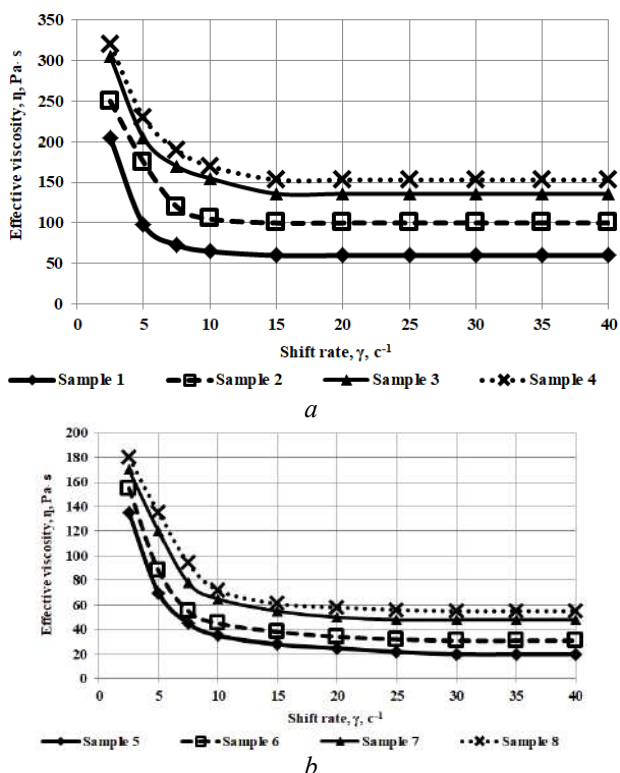 350
300
250
200
150
100
50
0
Effective viscosity, η, Pa· s
0 5 10 15 20 25 30 35 40
Shift rate, γ, c⁻¹
Sample 1 Sample 2 Sample 3 Sample 4
a
200
180
160
140
120
100
80
60
40
20
0
Effective viscosity, η, Pa· s
0 5 10 15 20 25 30 35 40
Shift rate, γ, c⁻¹
Sample 5 Sample 6 Sample 7 Sample 8
b